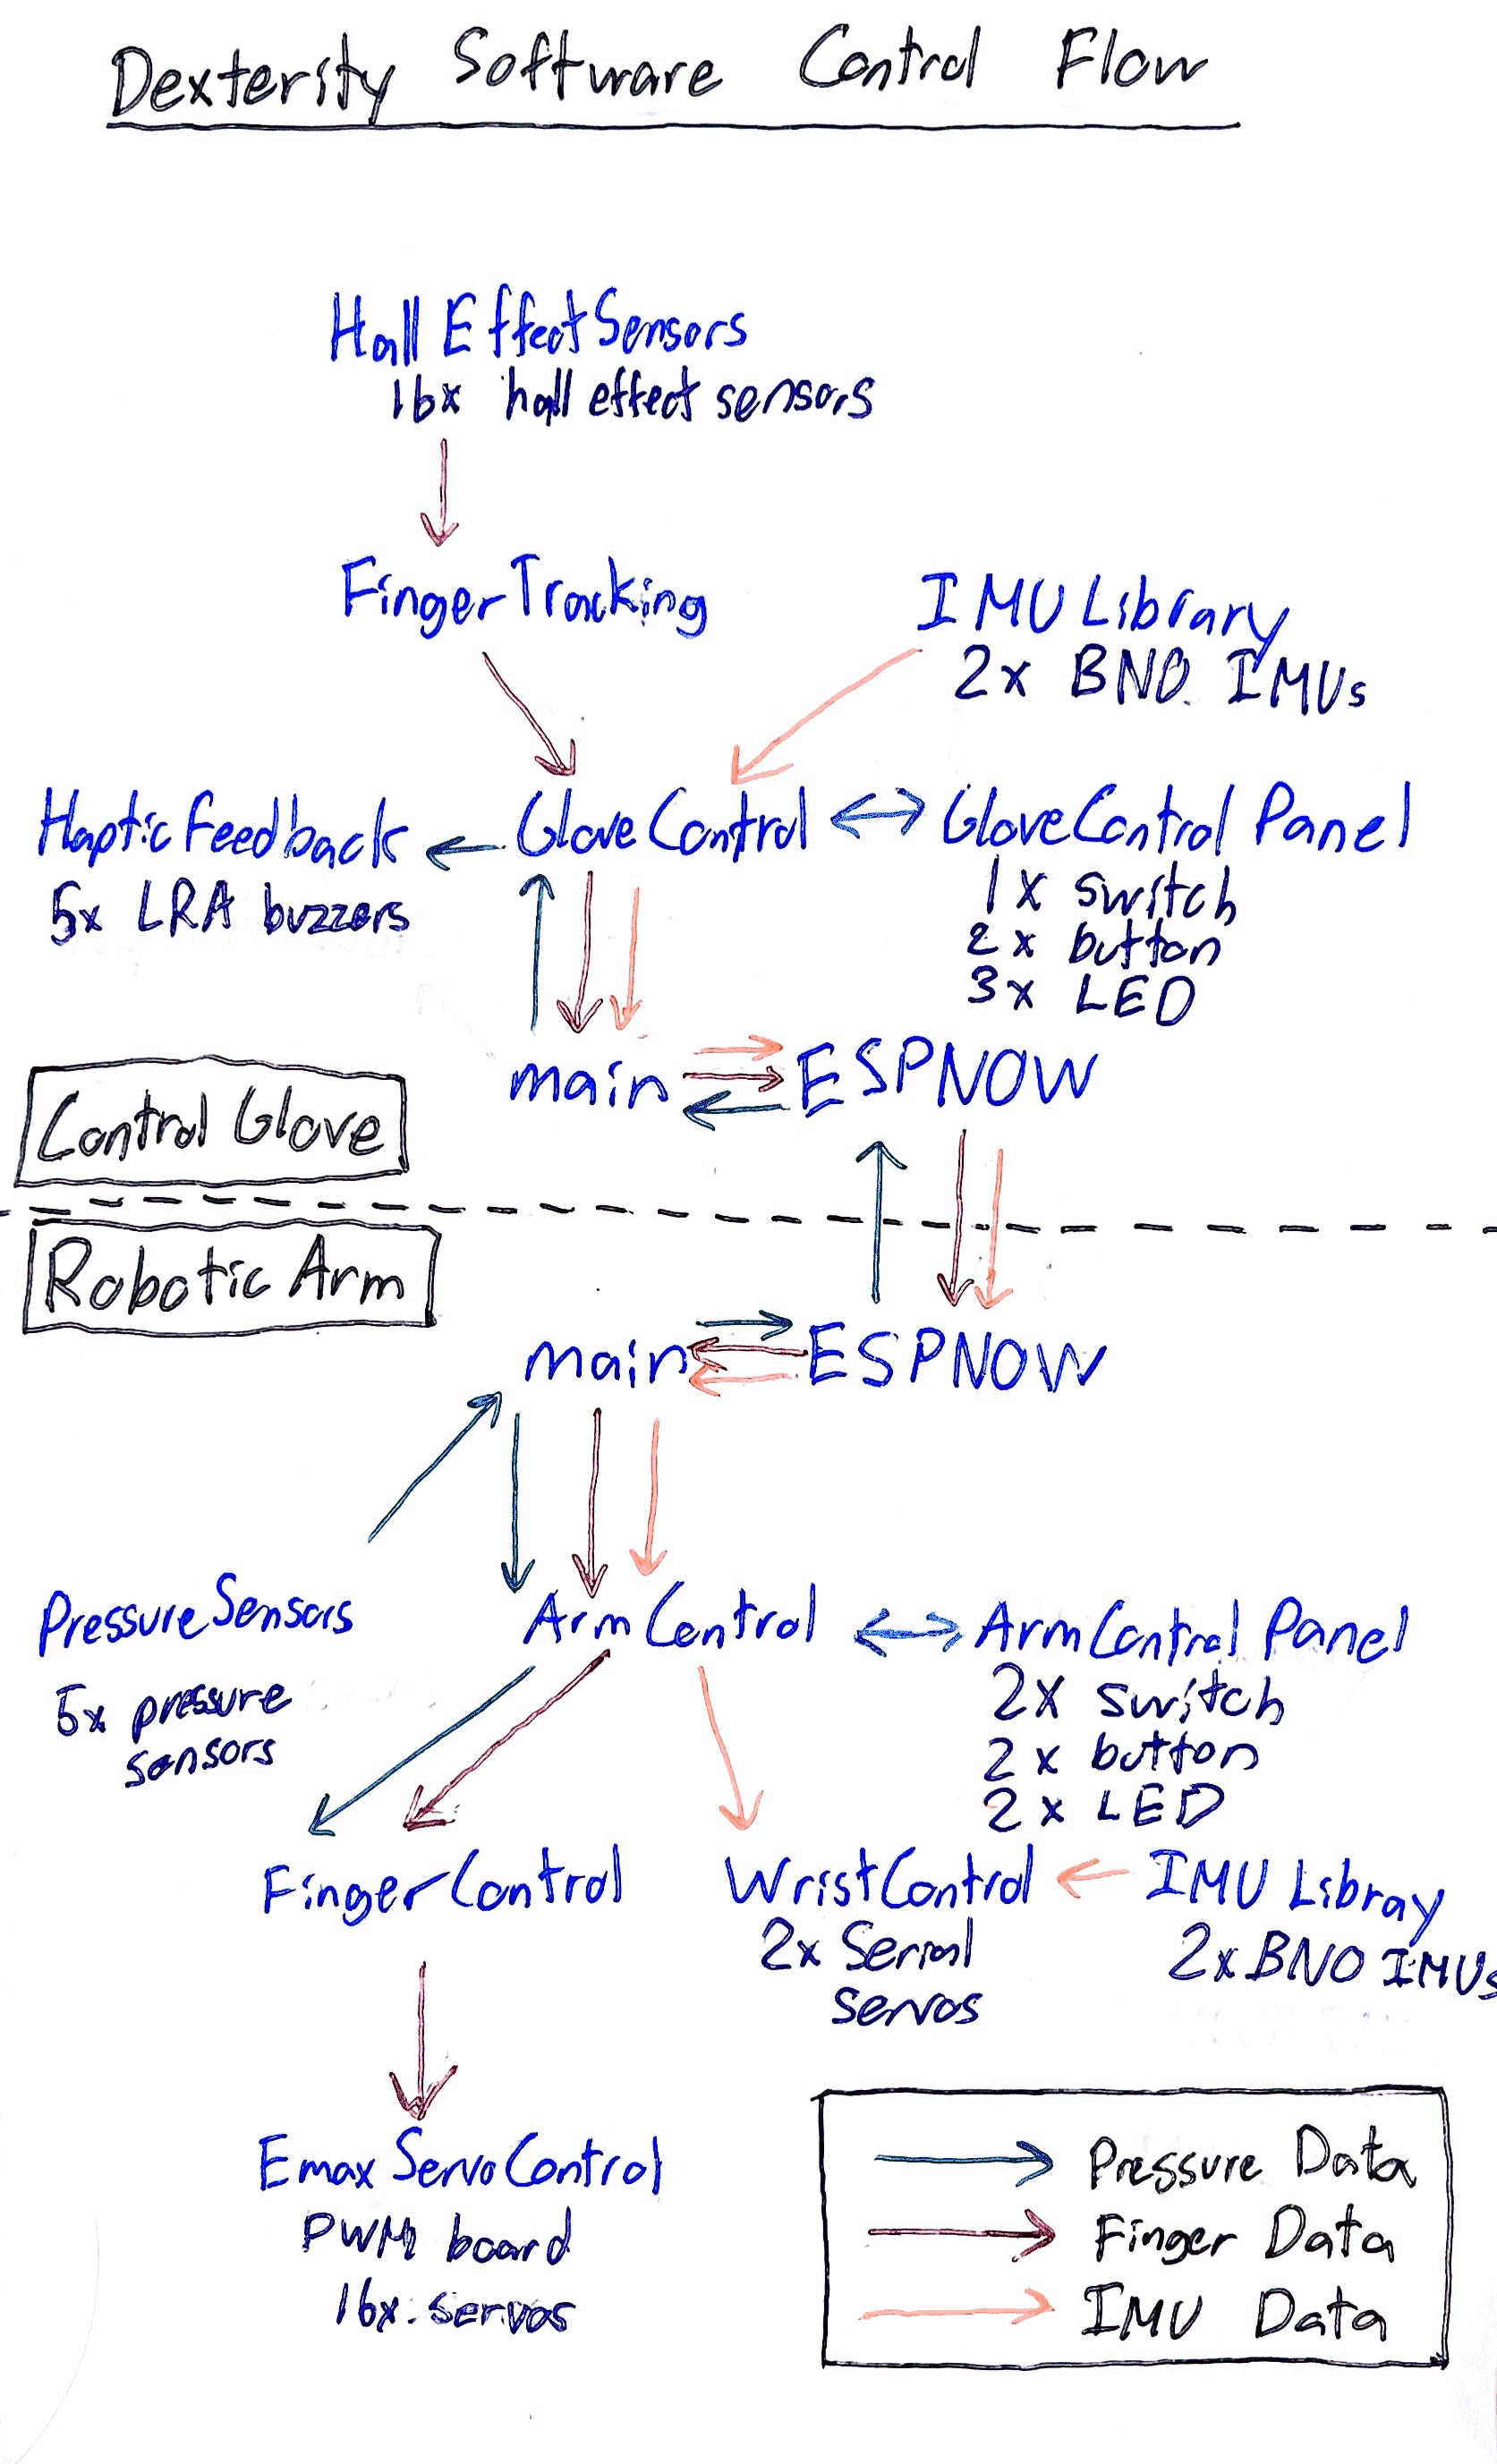 Dexterity Software Control Flow
Hall Effect Sensors
16x hall effect sensors
Finger Tracking
IMU Library
2x BNO IMUs
Haptic Feedback
5x LRA buzzers
Glove Control
Glove Control Panel
1x switch
2x button
3x LED
main
ESPNOW
Control Glove
Robotic Arm
main
ESPNOW
Pressure Sensors
5x pressure
sensors
Arm Control
Arm Control Panel
2x switch
2x button
2x LED
Finger Control
Wrist Control
2x Serial
servos
IMU Libray
2x BNO IMUs
Emax Servo Control
PWM board
16x servos
Pressure Data
Finger Data
IMU Data